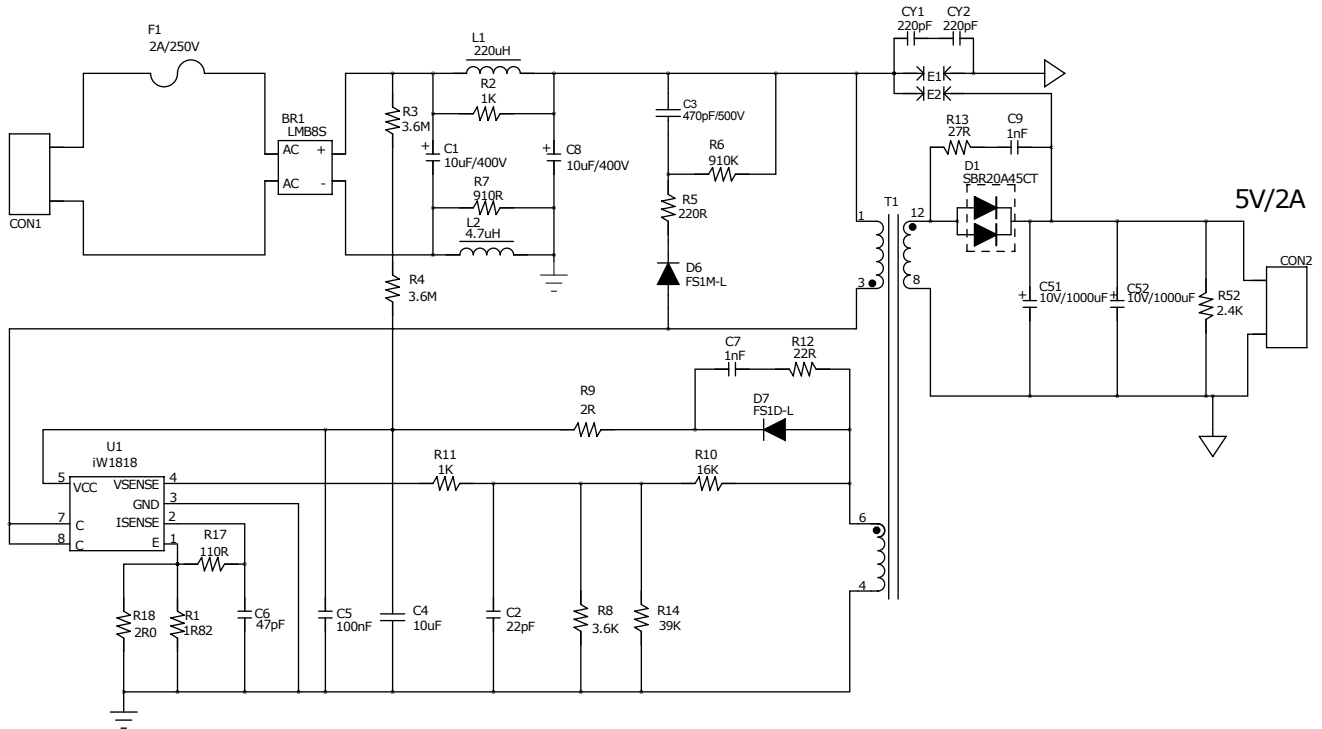 CY1
220pF
CY2
220pF
F1
2A/250V
L1
220uH
E1
E2
R2
1K
R3
3.6M
C3
470pF/500V
R13
27R
C9
1nF
BR1
LMB8S
AC
+
AC
-
+
C1
10uF/400V
+
C8
10uF/400V
R6
910K
D1
SBR20A45CT
5V/2A
R7
910R
R5
220R
T1
1
12
CON1
L2
4.7uH
R4
3.6M
D6
FS1M-L
3
8
+
C51
10V/1000uF
+
C52
10V/1000uF
R52
2.4K
CON2
C7
1nF
R12
22R
R9
2R
D7
FS1D-L
U1
iW1818
R11
1K
R10
16K
5
VCC
VSENSE
4
GND
3
7
C
ISENSE
2
8
C
E
1
R17
110R
6
4
R18
2R0
R1
1R82
C6
47pF
C5
100nF
C4
10uF
C2
22pF
R8
3.6K
R14
39K